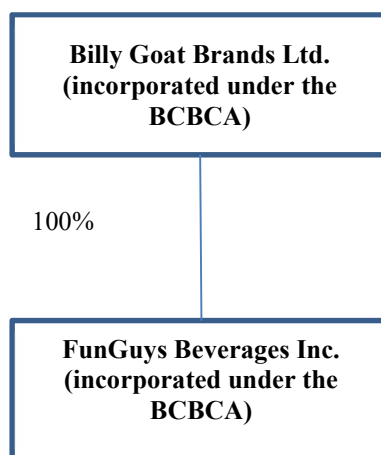 Billy Goat Brands Ltd.
(incorporated under the
BCBCA)
100%
FunGuys Beverages Inc.
(incorporated under the
BCBCA)